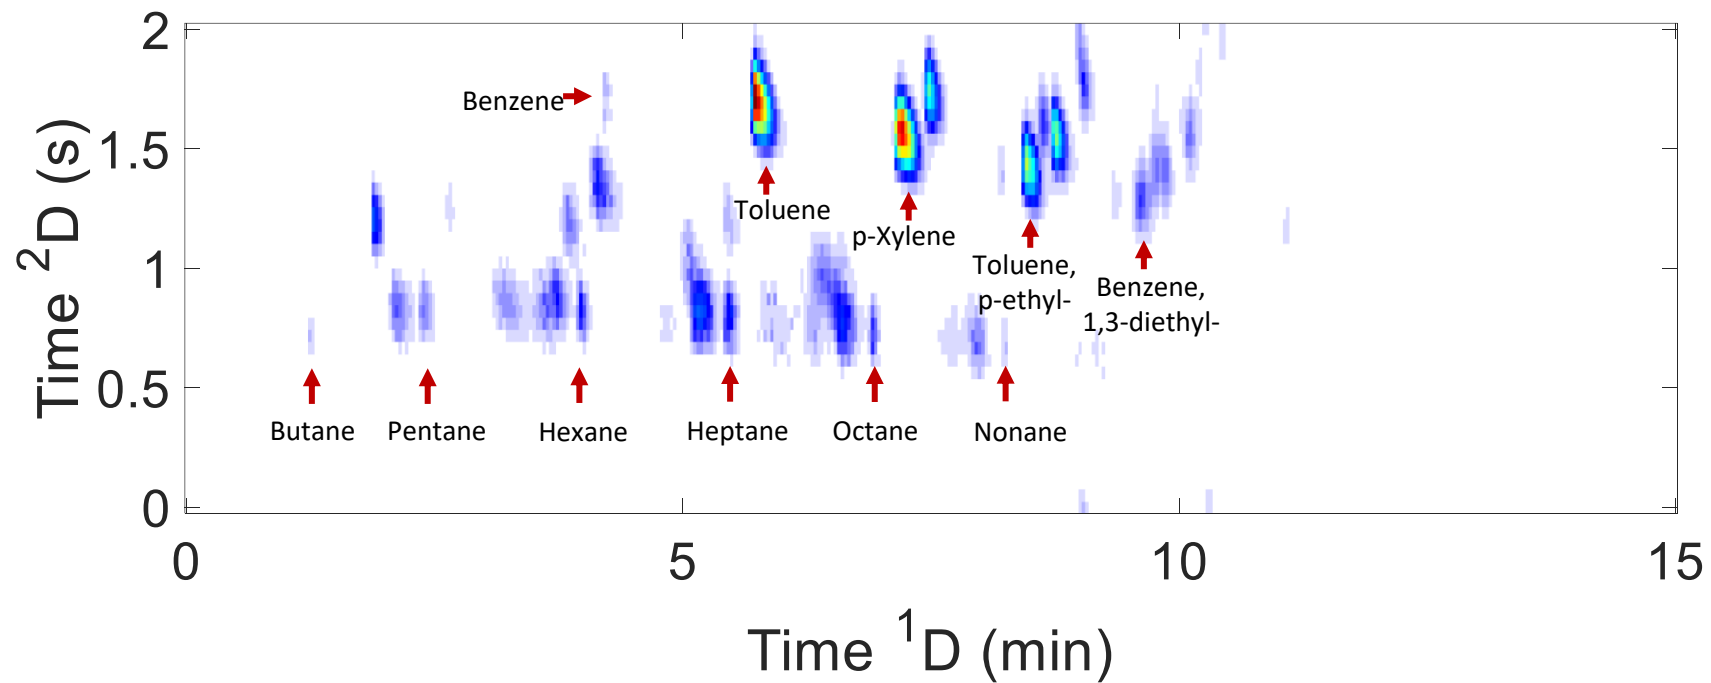 2
1.5
1
0.5
0
Time ²D (s)
Benzene
Toluene
p-Xylene
Toluene,
p-ethyl-
Benzene,
1,3-diethyl-
Butane
Pentane
Hexane
Heptane
Octane
Nonane
0
5
10
15
Time ¹D (min)